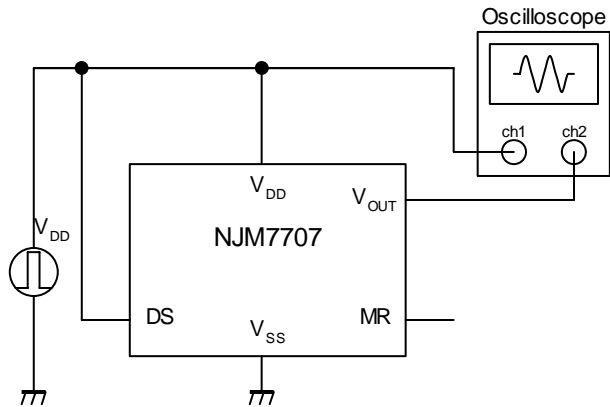 Oscilloscope
ch1 ch2
VDD
VOUT
NJM7707
VDD
DS
MR
VSS